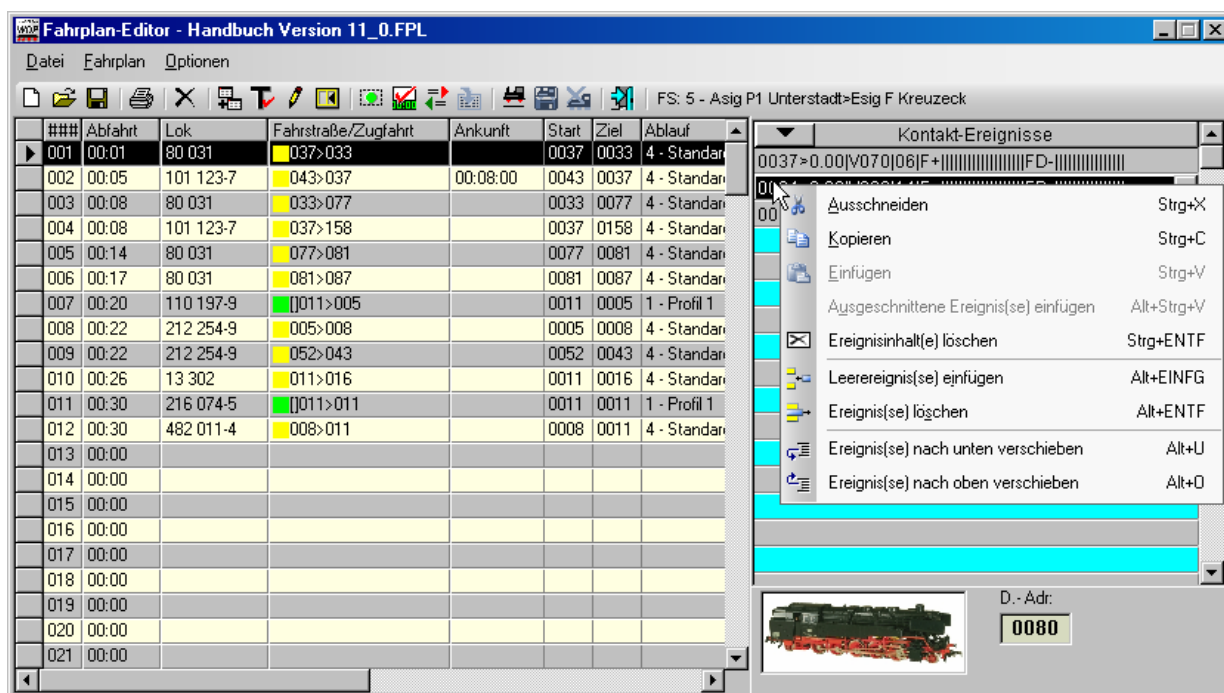 Fahrplan-Editor - Handbuch Version 11_0.FPL
Datei Fahrplan Optionen
FS: 5 - Asig P1 Unterstadt>Esig F Kreuzeck
### Abfahrt Lok Fahrstraße/Zugfahrt Ankunft Start Ziel Ablauf
001 00:01 80 031 037>033 0037 0033 4 - Standar
002 00:05 101 123-7 043>037 00:08:00 0043 0037 4 - Standar
003 00:08 80 031 033>077 0033 0077 4 - Standar
004 00:08 101 123-7 037>158 0037 0158 4 - Standar
005 00:14 80 031 077>081 0077 0081 4 - Standar
006 00:17 80 031 081>087 0081 0087 4 - Standar
007 00:20 110 197-9 []011>005 0011 0005 1 - Profil 1
008 00:22 212 254-9 005>008 0005 0008 4 - Standar
009 00:22 212 254-9 052>043 0052 0043 4 - Standar
010 00:26 13 302 011>016 0011 0016 4 - Standar
011 00:30 216 074-5 []011>011 0011 0011 1 - Profil 1
012 00:30 482 011-4 008>011 0008 0011 4 - Standar
013 00:00
014 00:00
015 00:00
016 00:00
017 00:00
018 00:00
019 00:00
020 00:00
021 00:00
Kontakt-Ereignisse
0037>0.00|V070|06|F+||||||||||||||||||||FD-||||||||||||||||
00
Ausschneiden Strg+X
Kopieren Strg+C
Einfügen Strg+V
Ausgeschnittene Ereignis(se) einfügen Alt+Strg+V
Ereignisinhalt(e) löschen Strg+ENTF
Leerereignis(se) einfügen Alt+EINFG
Ereignis(se) löschen Alt+ENTF
Ereignis(se) nach unten verschieben Alt+U
Ereignis(se) nach oben verschieben Alt+O
D.-Adr.:
0080